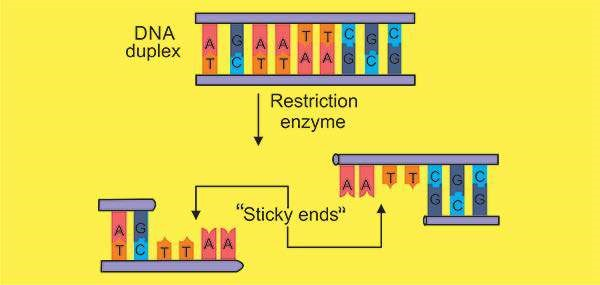 DNA
duplex
A G A A T T C G C
T C T T A A G C G
Restriction
enzyme
A A T T C G C
G C G
"Sticky ends"
A G
T C T T A A